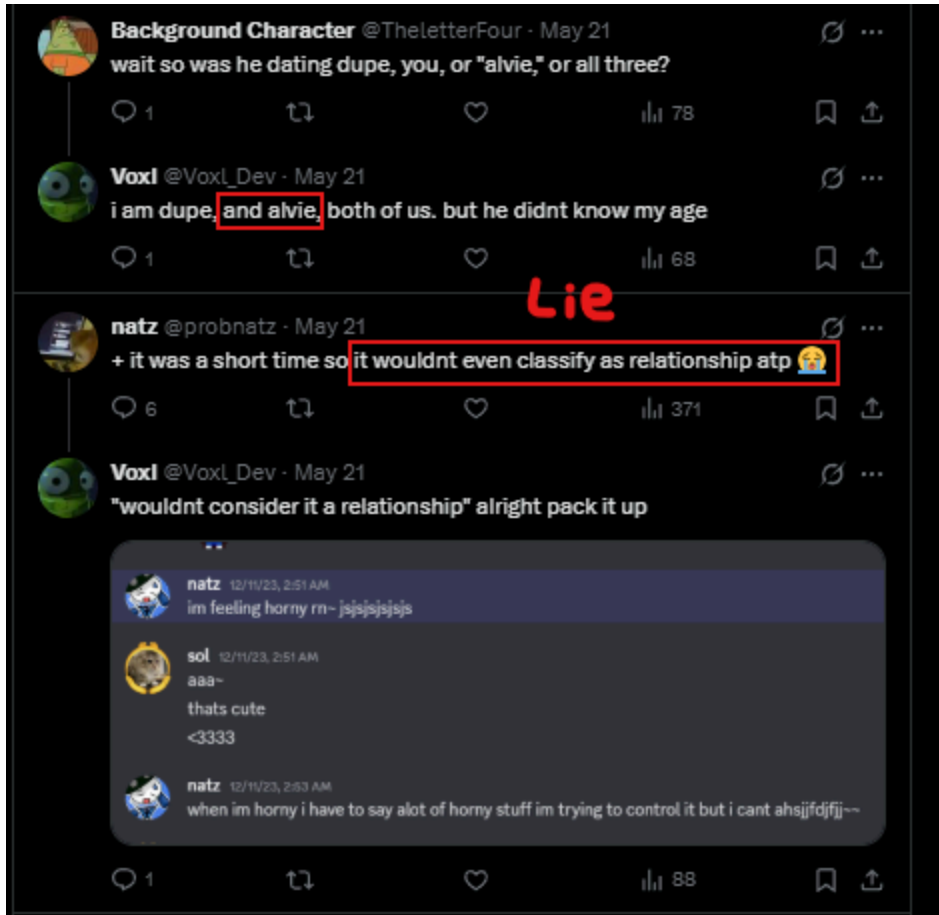 Background Character @TheletterFour · May 21
wait so was he dating dupe, you, or "alvie," or all three?
1 78
Voxl @Voxl_Dev · May 21
i am dupe, and alvie, both of us. but he didnt know my age
1 68
Lie
natz @probnatz · May 21
+ it was a short time so it wouldnt even classify as relationship atp 😭
6 371
Voxl @Voxl_Dev · May 21
"wouldnt consider it a relationship" alright pack it up
natz 12/11/23, 2:51 AM
im feeling horny rn~ jsjsjsjsjsjs
sol 12/11/23, 2:51 AM
aaa~
thats cute
<3333
natz 12/11/23, 2:53 AM
when im horny i have to say alot of horny stuff im trying to control it but i cant ahsjjfdjfjj~~
1 88